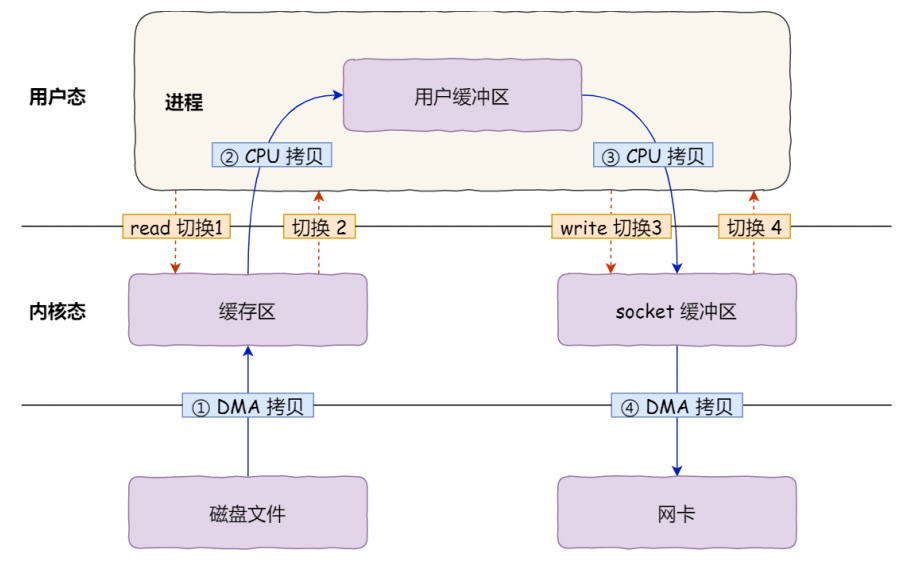 用户态
进程
用户缓冲区
② CPU 拷贝
③ CPU 拷贝
read 切换1
切换 2
write 切换3
切换 4
内核态
缓存区
socket 缓冲区
① DMA 拷贝
④ DMA 拷贝
磁盘文件
网卡